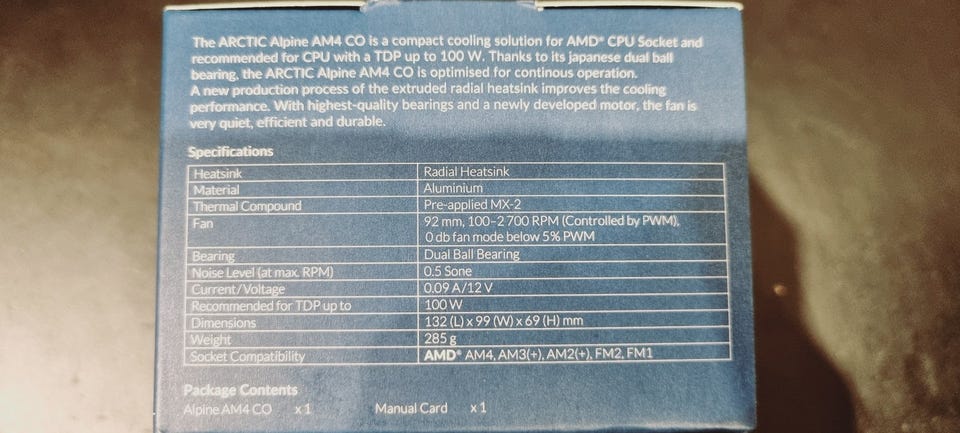 The ARCTIC Alpine AM4 CO is a compact cooling solution for AMD® CPU Socket and
recommended for CPU with a TDP up to 100 W. Thanks to its japanese dual ball
bearing, the ARCTIC Alpine AM4 CO is optimised for continous operation.
A new production process of the extruded radial heatsink improves the cooling
performance. With highest-quality bearings and a newly developed motor, the fan is
very quiet, efficient and durable.
Specifications
Heatsink Radial Heatsink
Material Aluminium
Thermal Compound Pre-applied MX-2
Fan 92 mm, 100–2 700 RPM (Controlled by PWM),
0 db fan mode below 5% PWM
Bearing Dual Ball Bearing
Noise Level (at max. RPM) 0.5 Sone
Current/Voltage 0.09 A/12 V
Recommended for TDP up to 100 W
Dimensions 132 (L) x 99 (W) x 69 (H) mm
Weight 285 g
Socket Compatibility AMD® AM4, AM3(+), AM2(+), FM2, FM1
Package Contents
Alpine AM4 CO x 1 Manual Card x 1